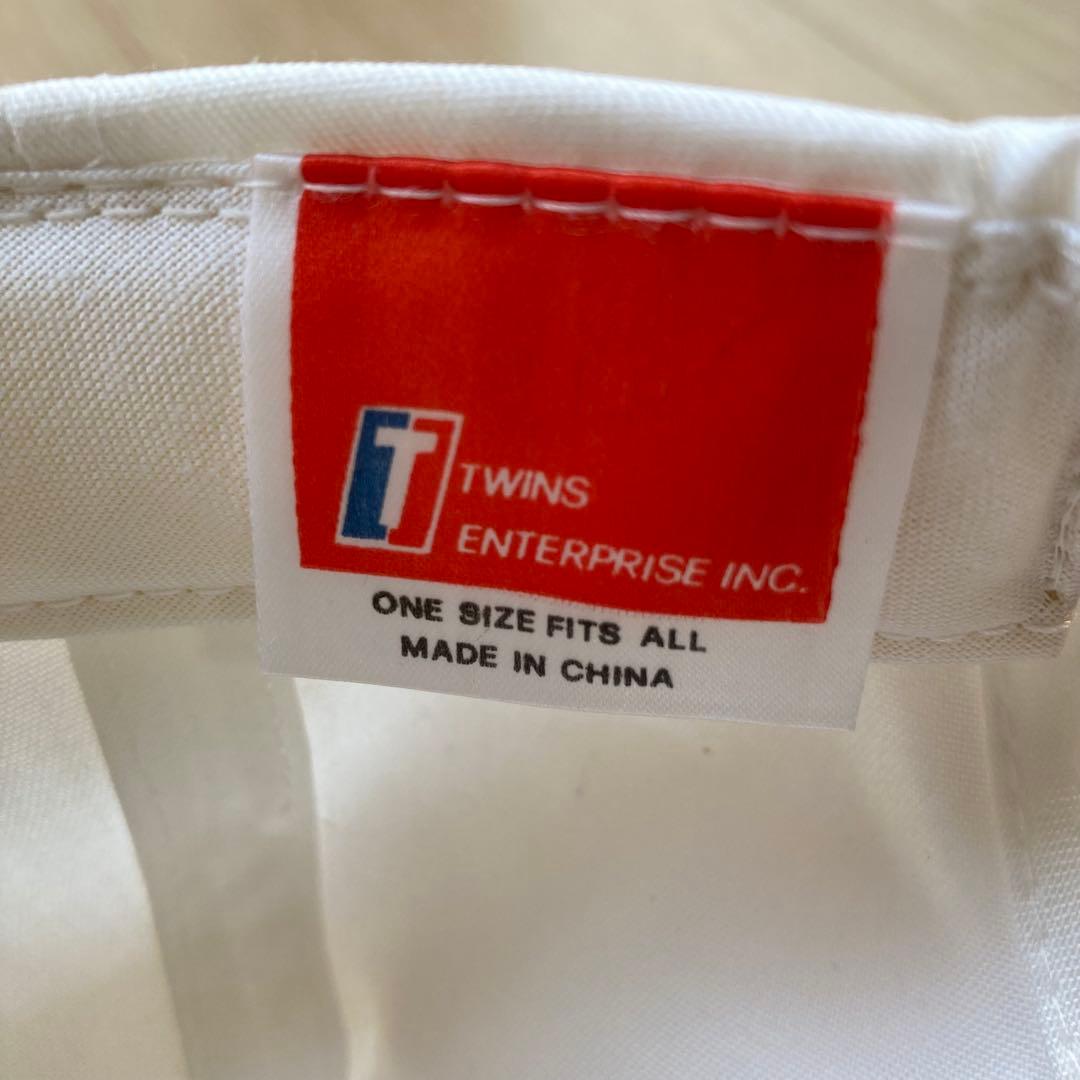 T
TWINS
ENTERPRISE INC.
ONE SIZE FITS ALL
MADE IN CHINA